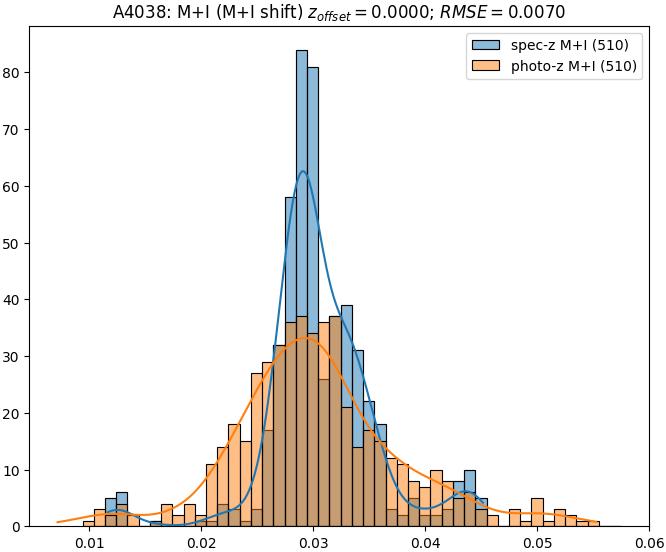 A4038: M+I (M+I shift) z_offset = 0.0000; RMSE = 0.0070
spec-z M+I (510)
photo-z M+I (510)
80
70
60
50
40
30
20
10
0
0.01 0.02 0.03 0.04 0.05 0.06